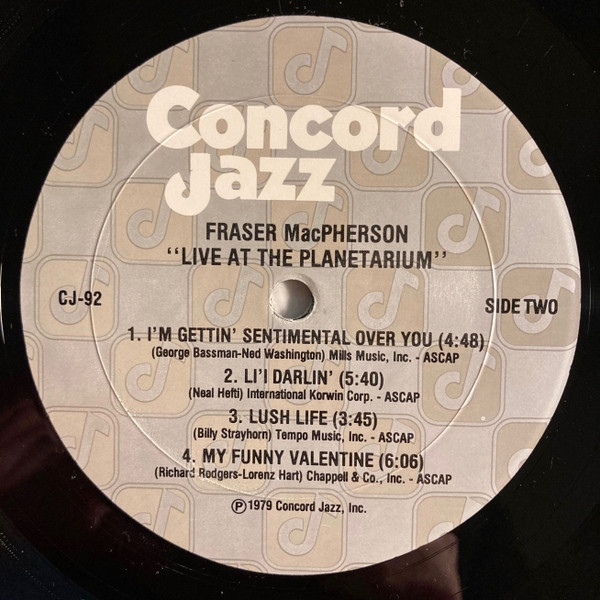 Concord
Jazz
FRASER MacPHERSON
"LIVE AT THE PLANETARIUM"
CJ-92
SIDE TWO
1. I'M GETTIN' SENTIMENTAL OVER YOU (4:48)
(George Bassman-Ned Washington) Mills Music, Inc. - ASCAP
2. LI'l DARLIN' (5:40)
(Neal Hefti) International Korwin Corp. - ASCAP
3. LUSH LIFE (3:45)
(Billy Strayhorn) Tempo Music, Inc. - ASCAP
4. MY FUNNY VALENTINE (6:06)
(Richard Rodgers-Lorenz Hart) Chappell & Co., Inc. - ASCAP
Ⓟ 1979 Concord Jazz, Inc.